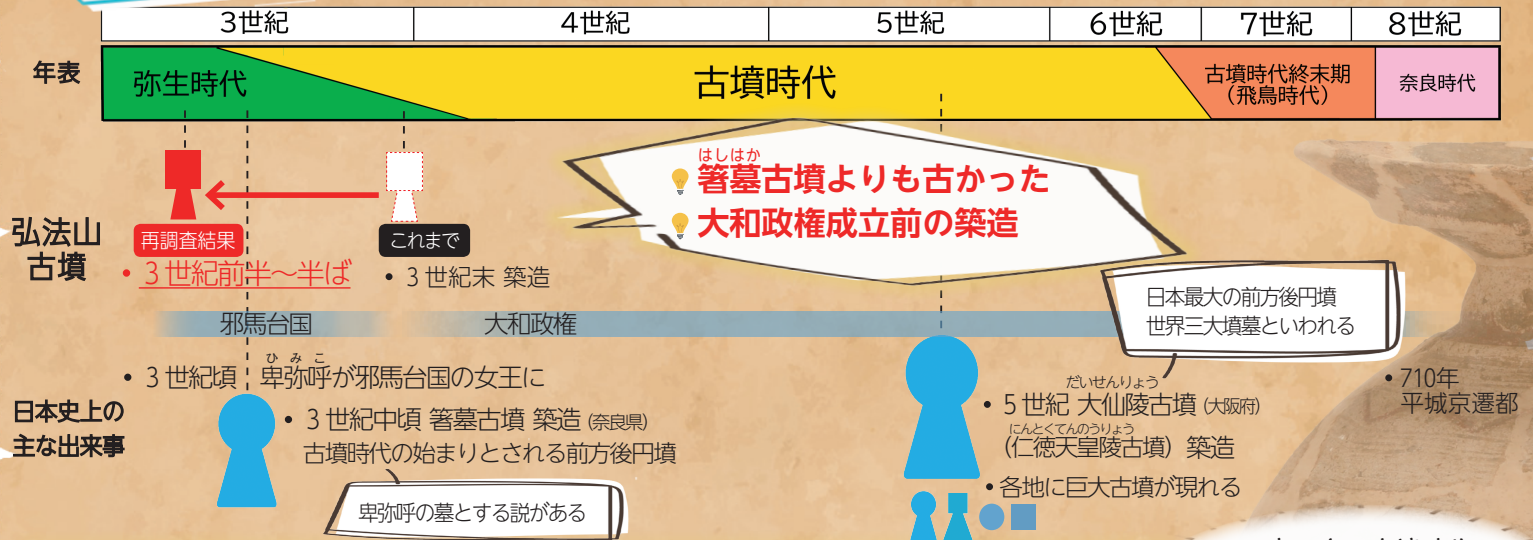 3世紀
4世紀
5世紀
6世紀
7世紀
8世紀
年表
弥生時代
古墳時代
古墳時代終末期
(飛鳥時代)
奈良時代
はしはか
箸墓古墳よりも古かった
大和政権成立前の築造
弘法山
古墳
再調査結果
• 3世紀前半～半ば
これまで
• 3世紀末 築造
邪馬台国
大和政権
日本最大の前方後円墳
世界三大墳墓といわれる
日本史上の
主な出来事
ひみこ
• 3世紀頃 卑弥呼が邪馬台国の女王に
• 3世紀中頃 箸墓古墳 築造 (奈良県)
古墳時代の始まりとされる前方後円墳
卑弥呼の墓とする説がある
だいせんりょう
• 5世紀 大仙陵古墳 (大阪府)
にんとくてんのうりょう
(仁徳天皇陵古墳) 築造
• 各地に巨大古墳が現れる
• 710年
平城京遷都